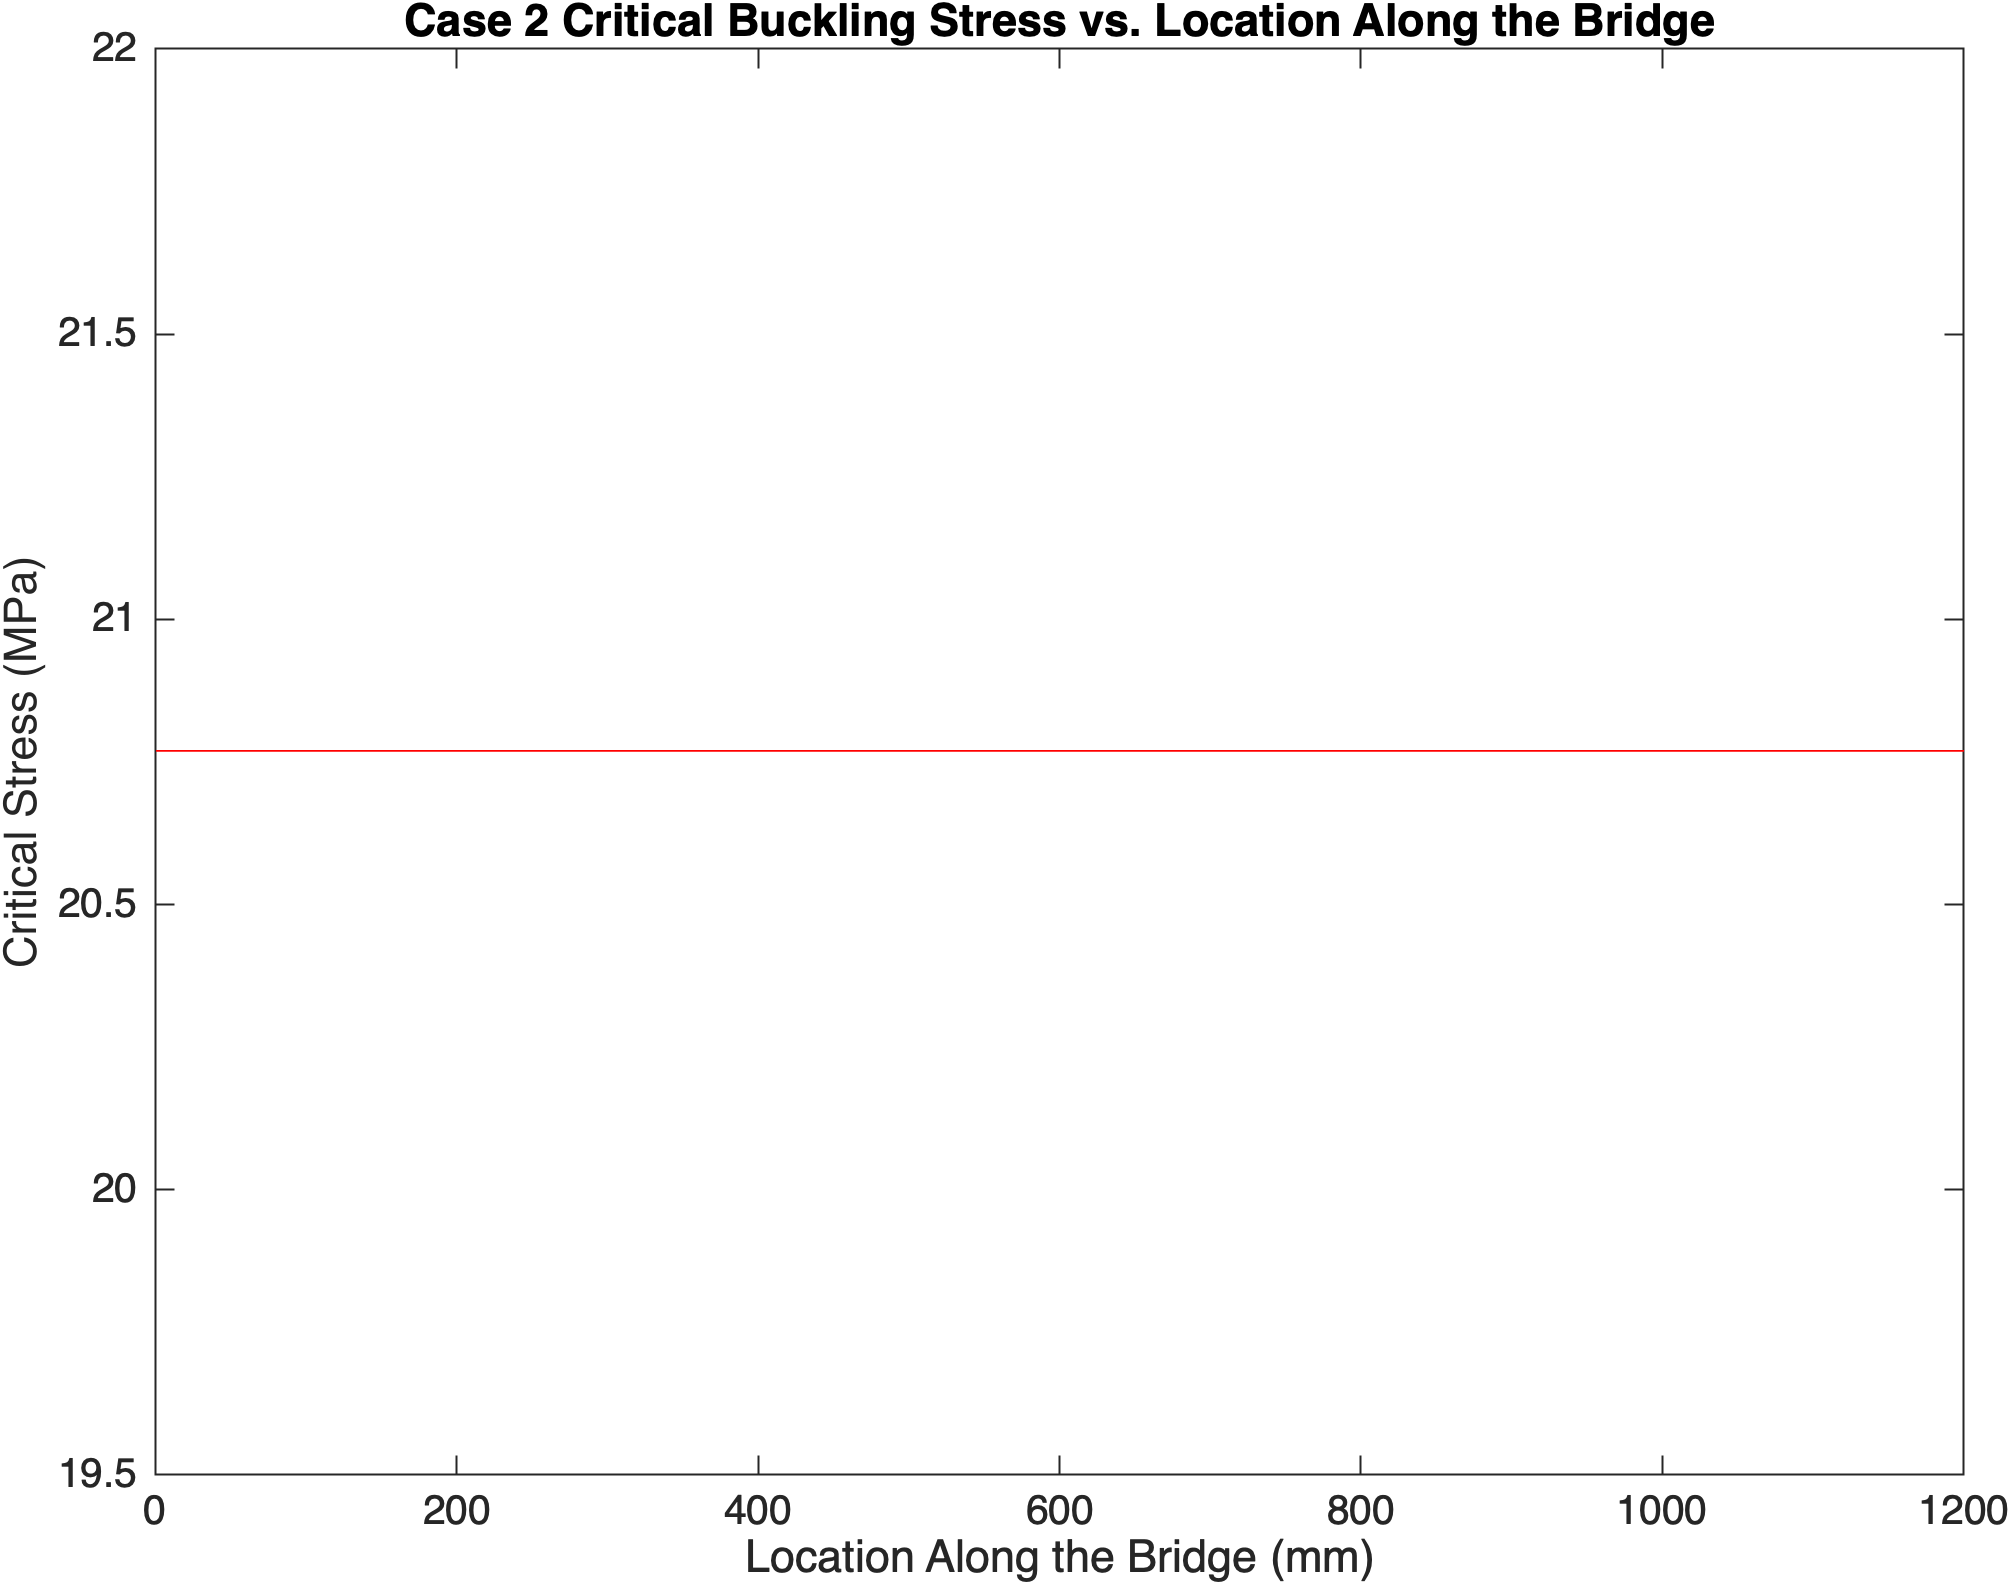 Case 2 Critical Buckling Stress vs. Location Along the Bridge
22
21.5
21
20.5
20
19.5
Critical Stress (MPa)
0 200 400 600 800 1000 1200
Location Along the Bridge (mm)